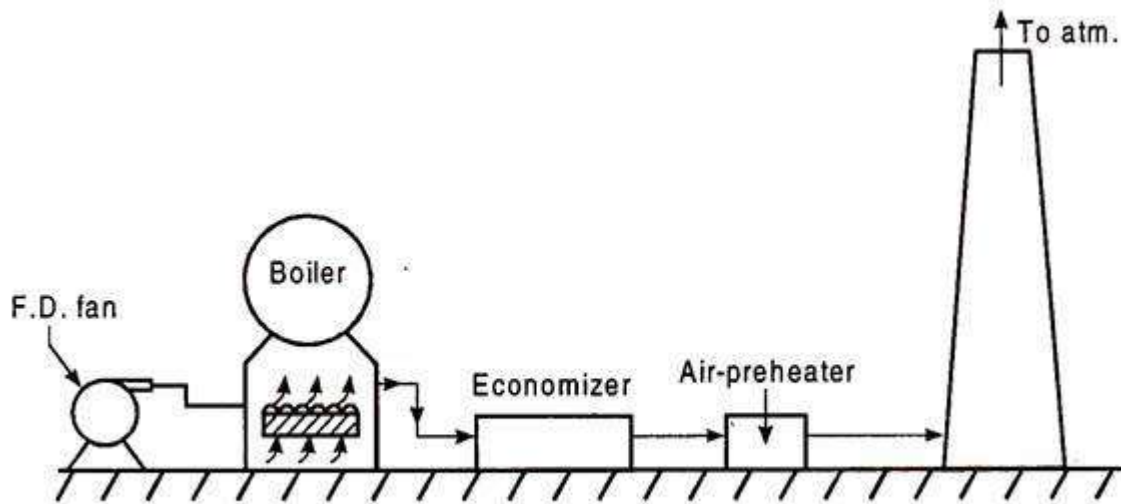 To atm.
Boiler
F.D. fan
Economizer
Air-preheater